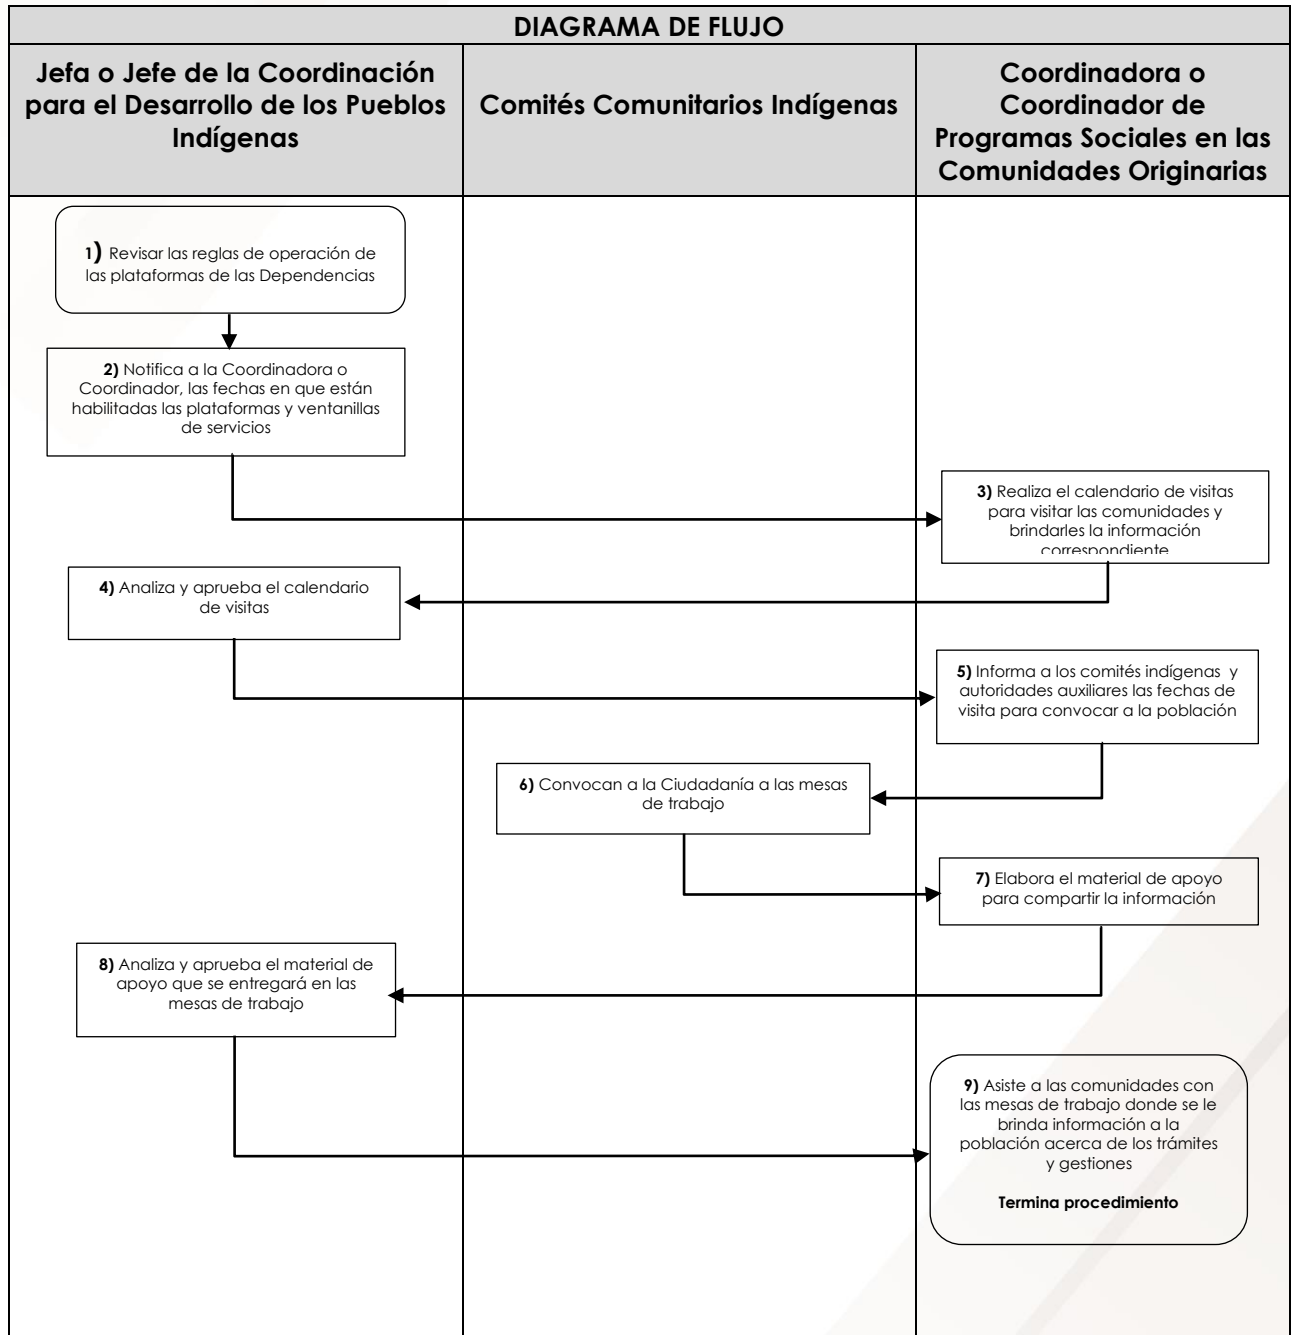 DIAGRAMA DE FLUJO
Jefa o Jefe de la Coordinación
para el Desarrollo de los Pueblos
Indígenas
Comités Comunitarios Indígenas
Coordinadora o
Coordinador de
Programas Sociales en las
Comunidades Originarias
1) Revisar las reglas de operación de
las plataformas de las Dependencias
2) Notifica a la Coordinadora o
Coordinador, las fechas en que están
habilitadas las plataformas y ventanillas
de servicios
3) Realiza el calendario de visitas
para visitar las comunidades y
brindarles la información
correspondiente
4) Analiza y aprueba el calendario
de visitas
5) Informa a los comités indígenas y
autoridades auxiliares las fechas de
visita para convocar a la población
6) Convocan a la Ciudadanía a las mesas
de trabajo
7) Elabora el material de apoyo
para compartir la información
8) Analiza y aprueba el material de
apoyo que se entregará en las
mesas de trabajo
9) Asiste a las comunidades con
las mesas de trabajo donde se le
brinda información a la
población acerca de los trámites
y gestiones
Termina procedimiento